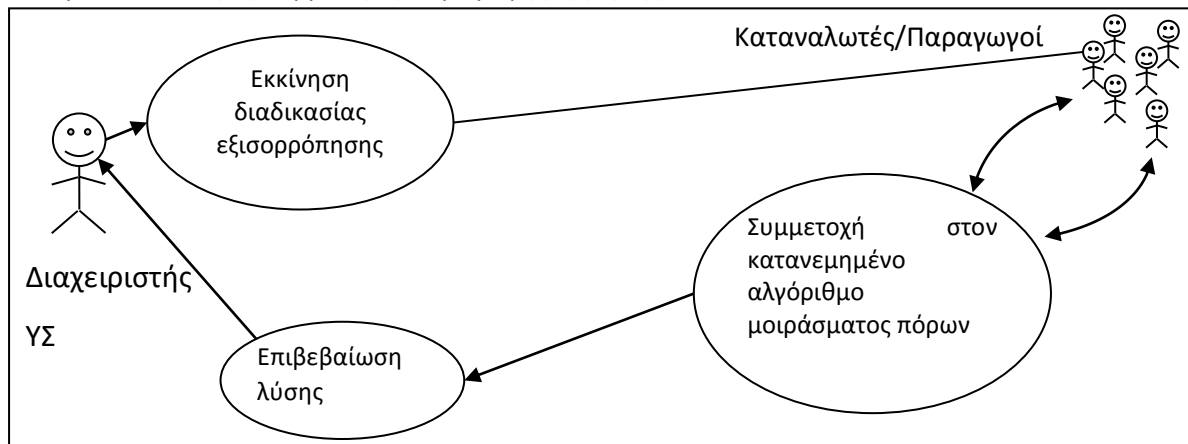 Καταναλωτές/Παραγωγοί
Εκκίνηση
διαδικασίας
εξισορρόπησης
Διαχειριστής
ΥΣ
Συμμετοχή στον
κατανεμημένο
αλγόριθμο
μοιράσματος πόρων
Επιβεβαίωση
λύσης